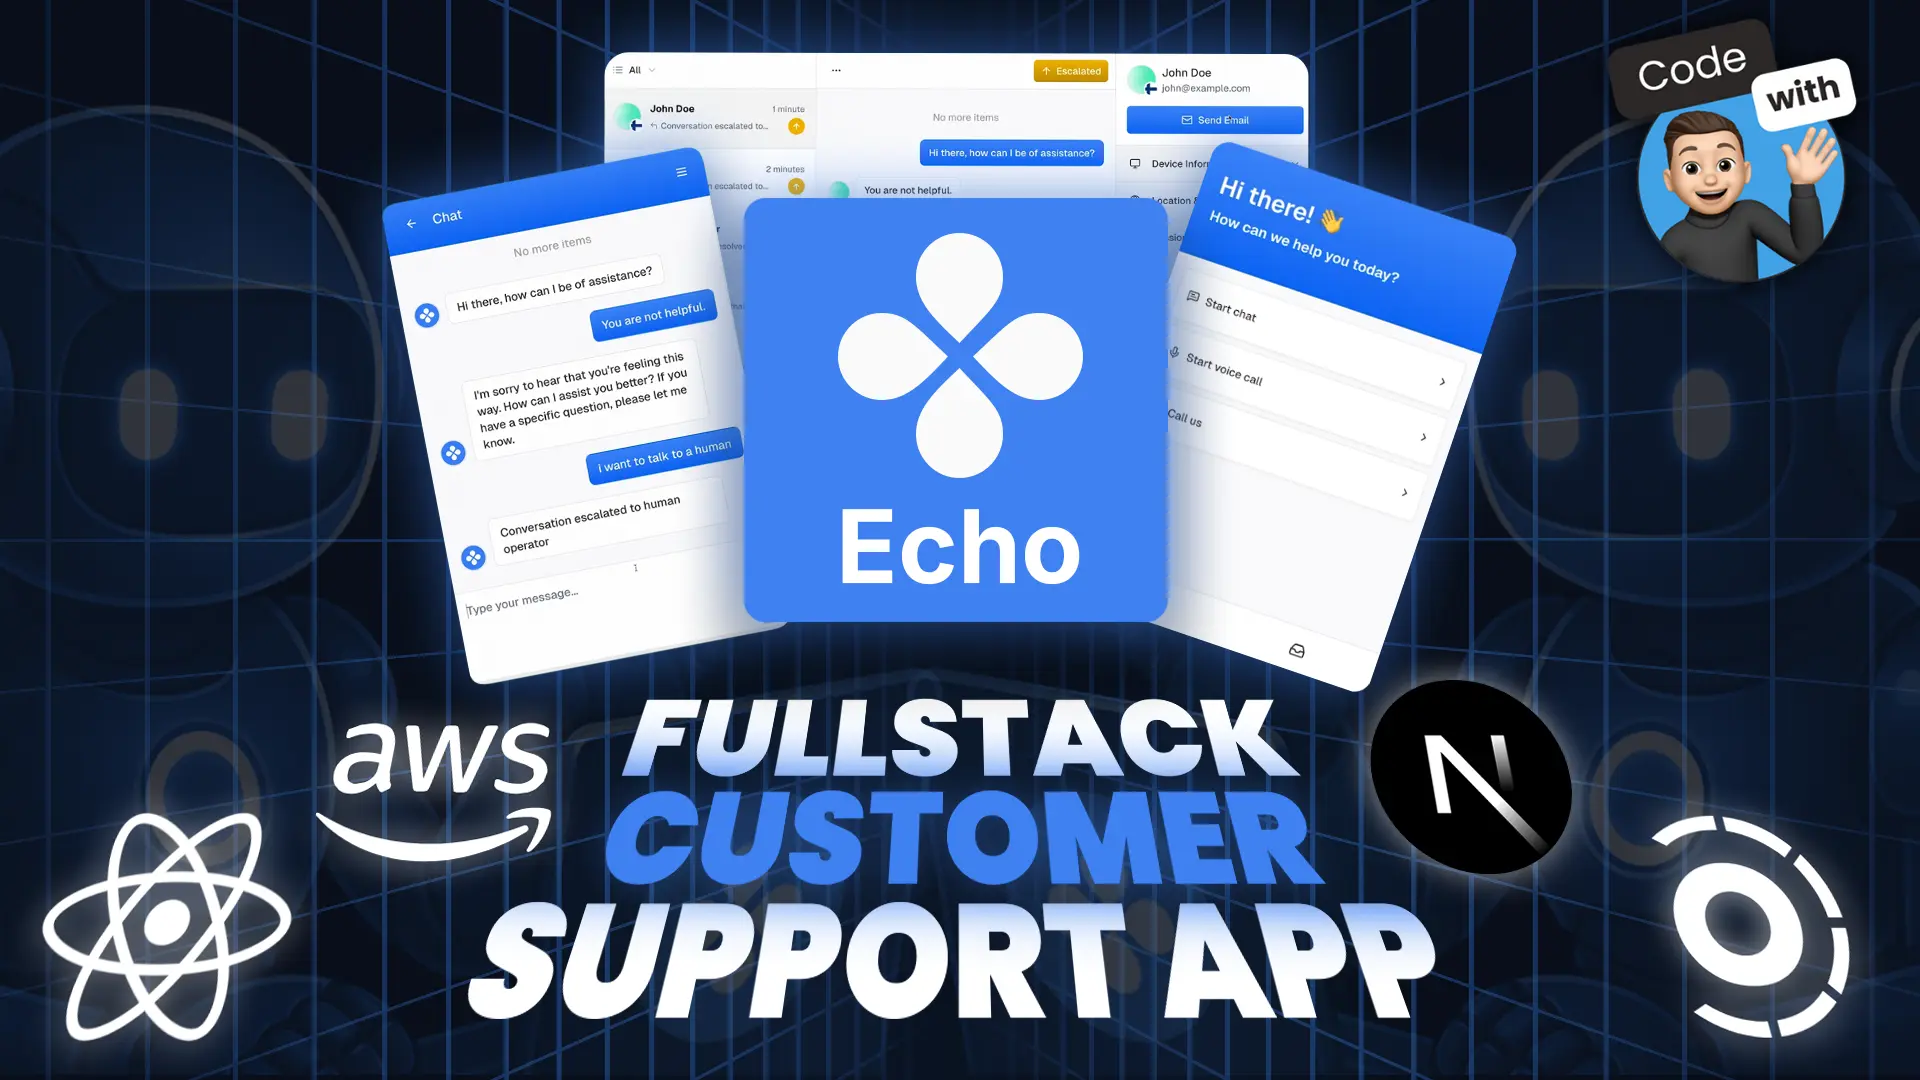 Code
with
All
...
Escalated
John Doe
john@example.com
Send Email
John Doe
1 minute
Conversation escalated to...
No more items
Hi there, how can I be of assistance?
You are not helpful.
2 minutes
escalated to...
Device Infor
Location &
Chat
No more items
Hi there, how can I be of assistance?
You are not helpful.
I'm sorry to hear that you're feeling this
way. How can I assist you better? If you
have a specific question, please let me
know.
i want to talk to a human
Conversation escalated to human
operator
Type your message...
Hi there! 👋
How can we help you today?
Start chat
Start voice call
Call us
Echo
aws
N
FULLSTACK
CUSTOMER
SUPPORT APP